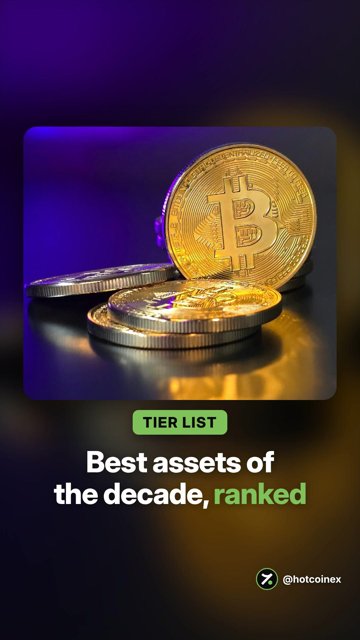 TIER LIST
Best assets of
the decade, ranked
@hotcoinex